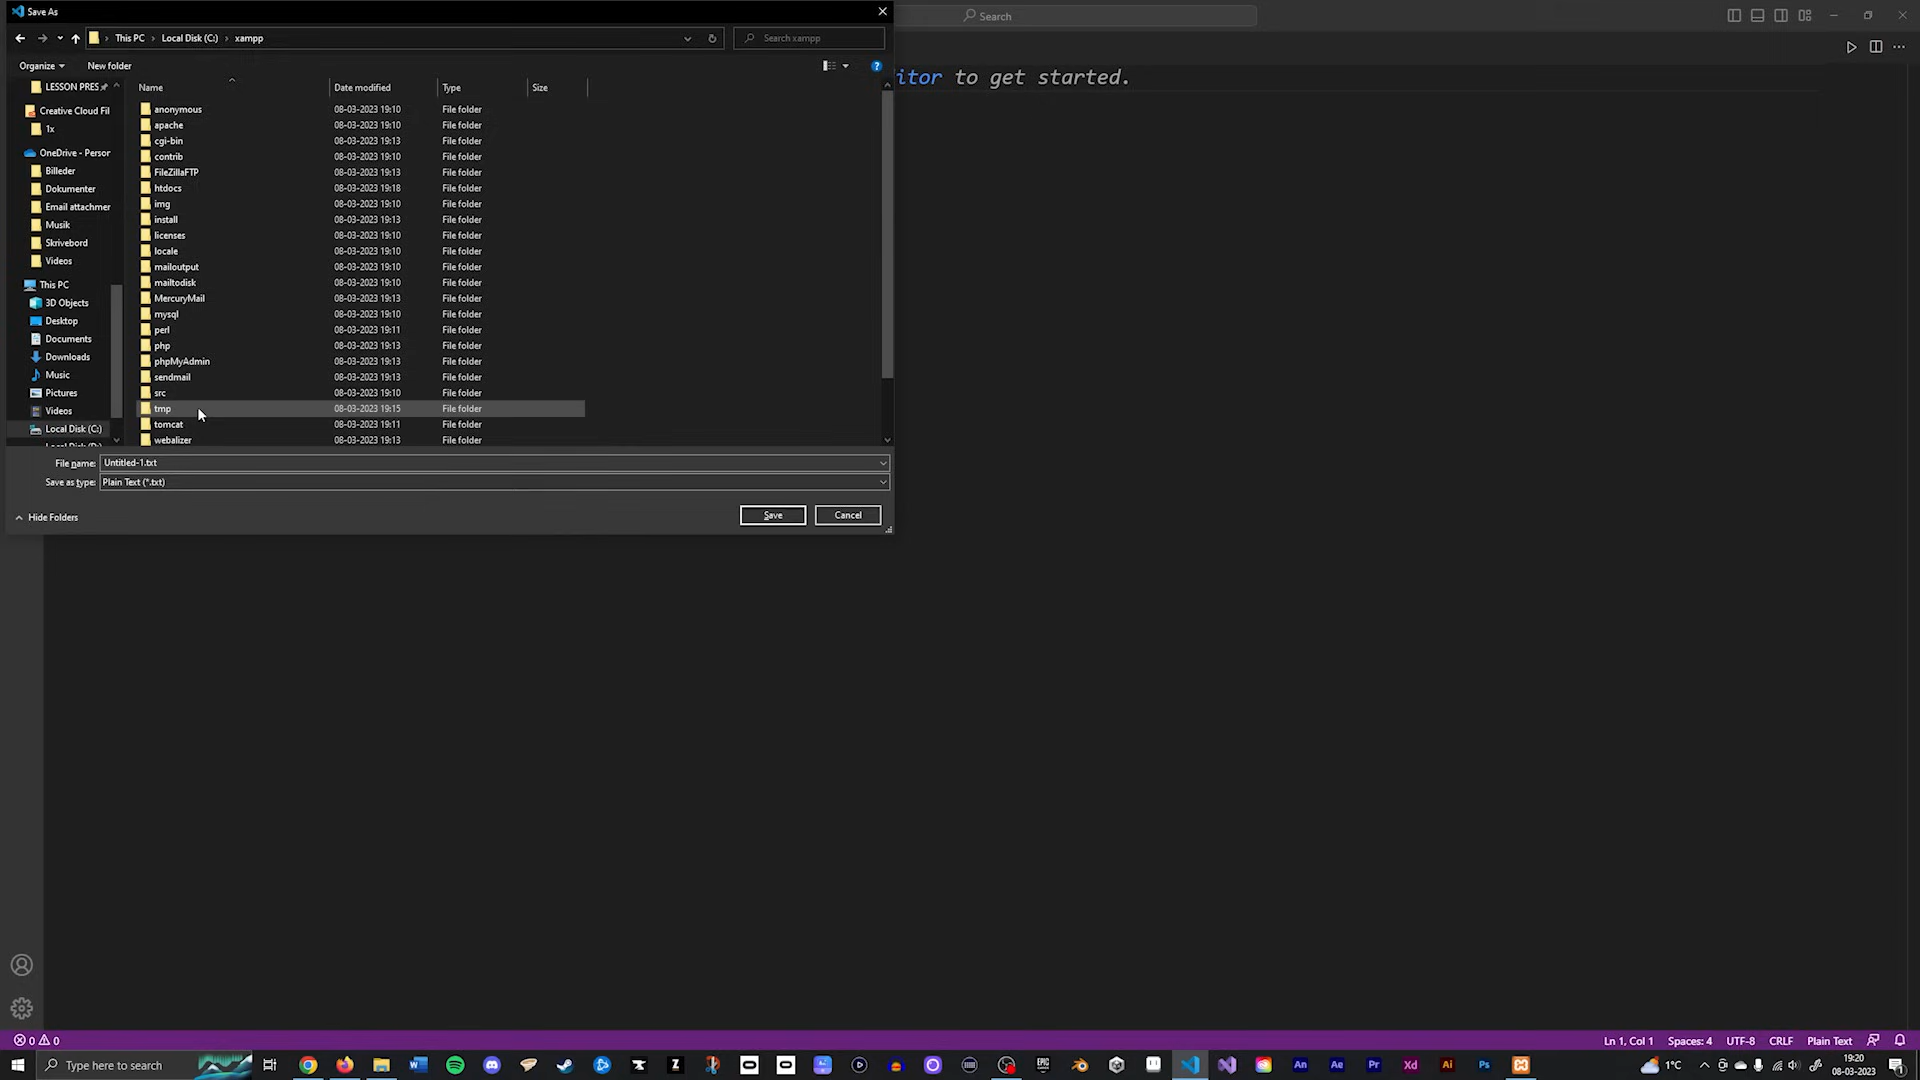 Save As
This PC > Local Disk (C:) > xampp
Search xampp
Search
Organize
New folder
itor to get started.
Name
Date modified
Type
Size
LESSON PRES
Creative Cloud Fil
1x
OneDrive - Person
Billeder
Dokumenter
Email attachmer
Musik
Skrivebord
Videos
This PC
3D Objects
Desktop
Documents
Downloads
Music
Pictures
Videos
Local Disk (C:)
anonymous 08-03-2023 19:10 File folder
apache 08-03-2023 19:10 File folder
cgi-bin 08-03-2023 19:13 File folder
contrib 08-03-2023 19:10 File folder
FileZillaFTP 08-03-2023 19:13 File folder
htdocs 08-03-2023 19:18 File folder
img 08-03-2023 19:10 File folder
install 08-03-2023 19:13 File folder
licenses 08-03-2023 19:10 File folder
locale 08-03-2023 19:10 File folder
mailoutput 08-03-2023 19:10 File folder
mailtodisk 08-03-2023 19:10 File folder
MercuryMail 08-03-2023 19:13 File folder
mysql 08-03-2023 19:10 File folder
perl 08-03-2023 19:11 File folder
php 08-03-2023 19:13 File folder
phpMyAdmin 08-03-2023 19:13 File folder
sendmail 08-03-2023 19:13 File folder
src 08-03-2023 19:10 File folder
tmp 08-03-2023 19:15 File folder
tomcat 08-03-2023 19:11 File folder
webalizer 08-03-2023 19:13 File folder
File name: Untitled-1.txt
Save as type: Plain Text (*.txt)
Hide Folders
Save
Cancel
0 0
Ln 1, Col 1
Spaces: 4
UTF-8
CRLF
Plain Text
Type here to search
An
Ae
Pr
Xd
Ai
Ps
1°C
19:20
08-03-2023